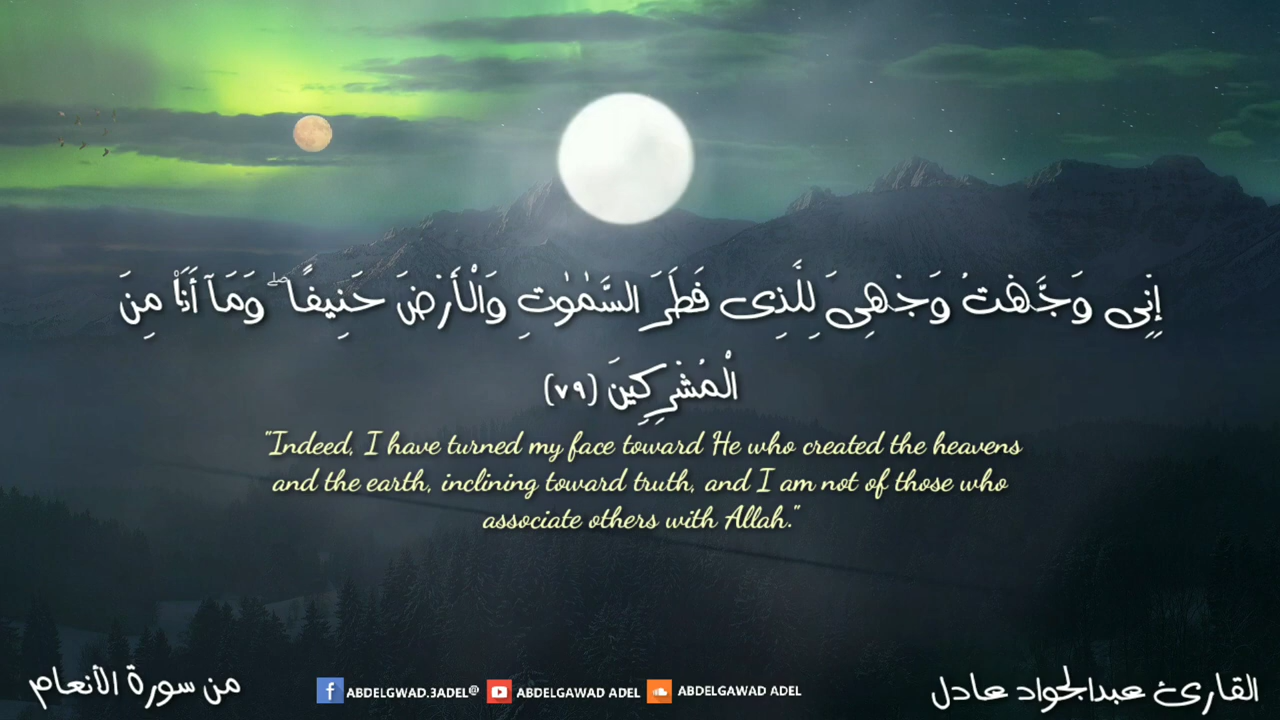 إِنِّى وَجَّهْتُ وَجْهِىَ لِلَّذِى فَطَرَ السَّمَٰوَٰتِ وَالْأَرْضَ حَنِيفًا ۖ وَمَآ أَنَا۠ مِنَ
الْمُشْرِكِينَ (٧٩)
"Indeed, I have turned my face toward He who created the heavens
and the earth, inclining toward truth, and I am not of those who
associate others with Allah."
من سورة الأنعام
ABDELGWAD.3ADEL@
ABDELGAWAD ADEL
ABDELGAWAD ADEL
القارئ عبدالجواد عادل